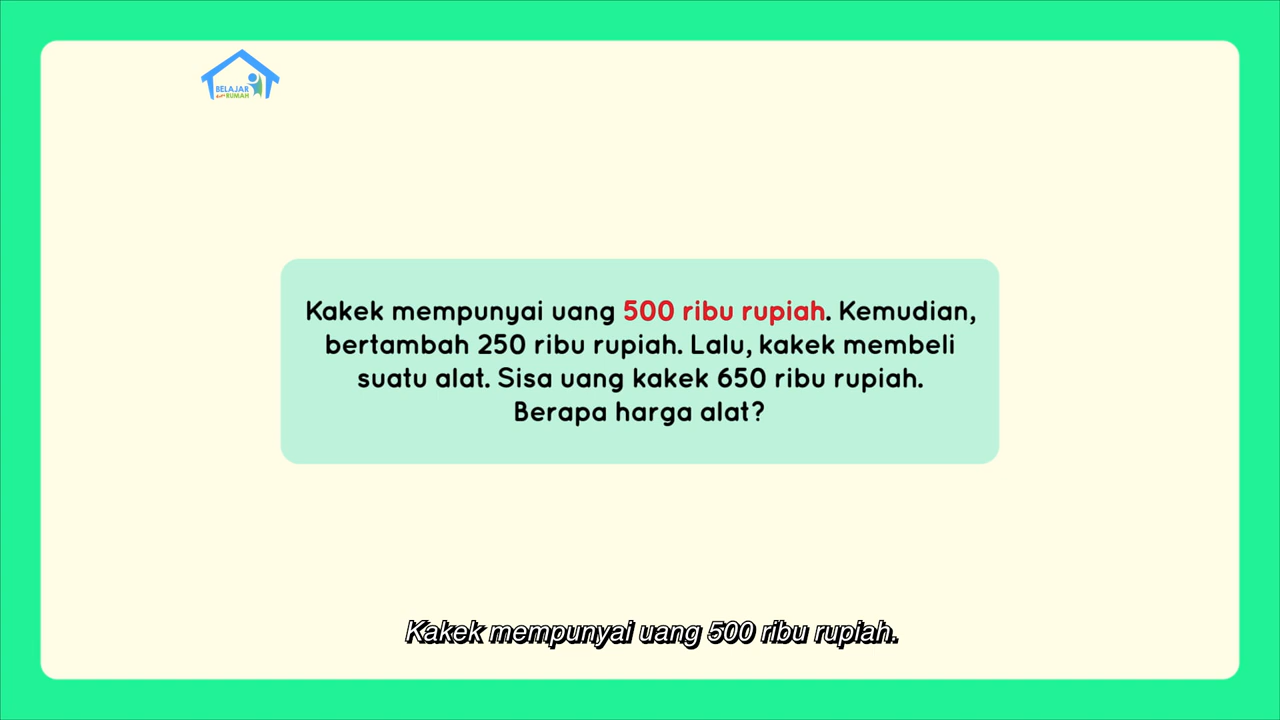 BELAJAR
dari RUMAH
Kakek mempunyai uang 500 ribu rupiah. Kemudian,
bertambah 250 ribu rupiah. Lalu, kakek membeli
suatu alat. Sisa uang kakek 650 ribu rupiah.
Berapa harga alat?
Kakek mempunyai uang 500 ribu rupiah.